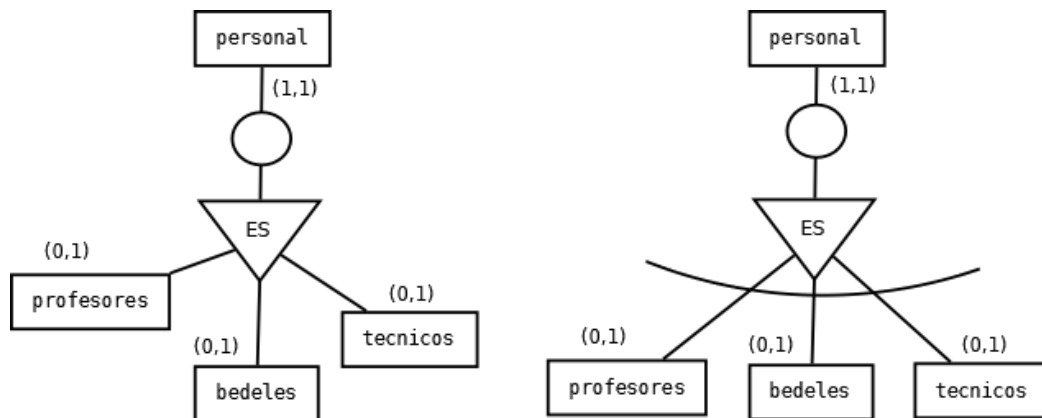 personal
(1,1)
ES
(0,1)
profesores
(0,1)
tecnicos
(0,1)
bedeles
personal
(1,1)
ES
(0,1)
profesores
(0,1)
bedeles
(0,1)
tecnicos